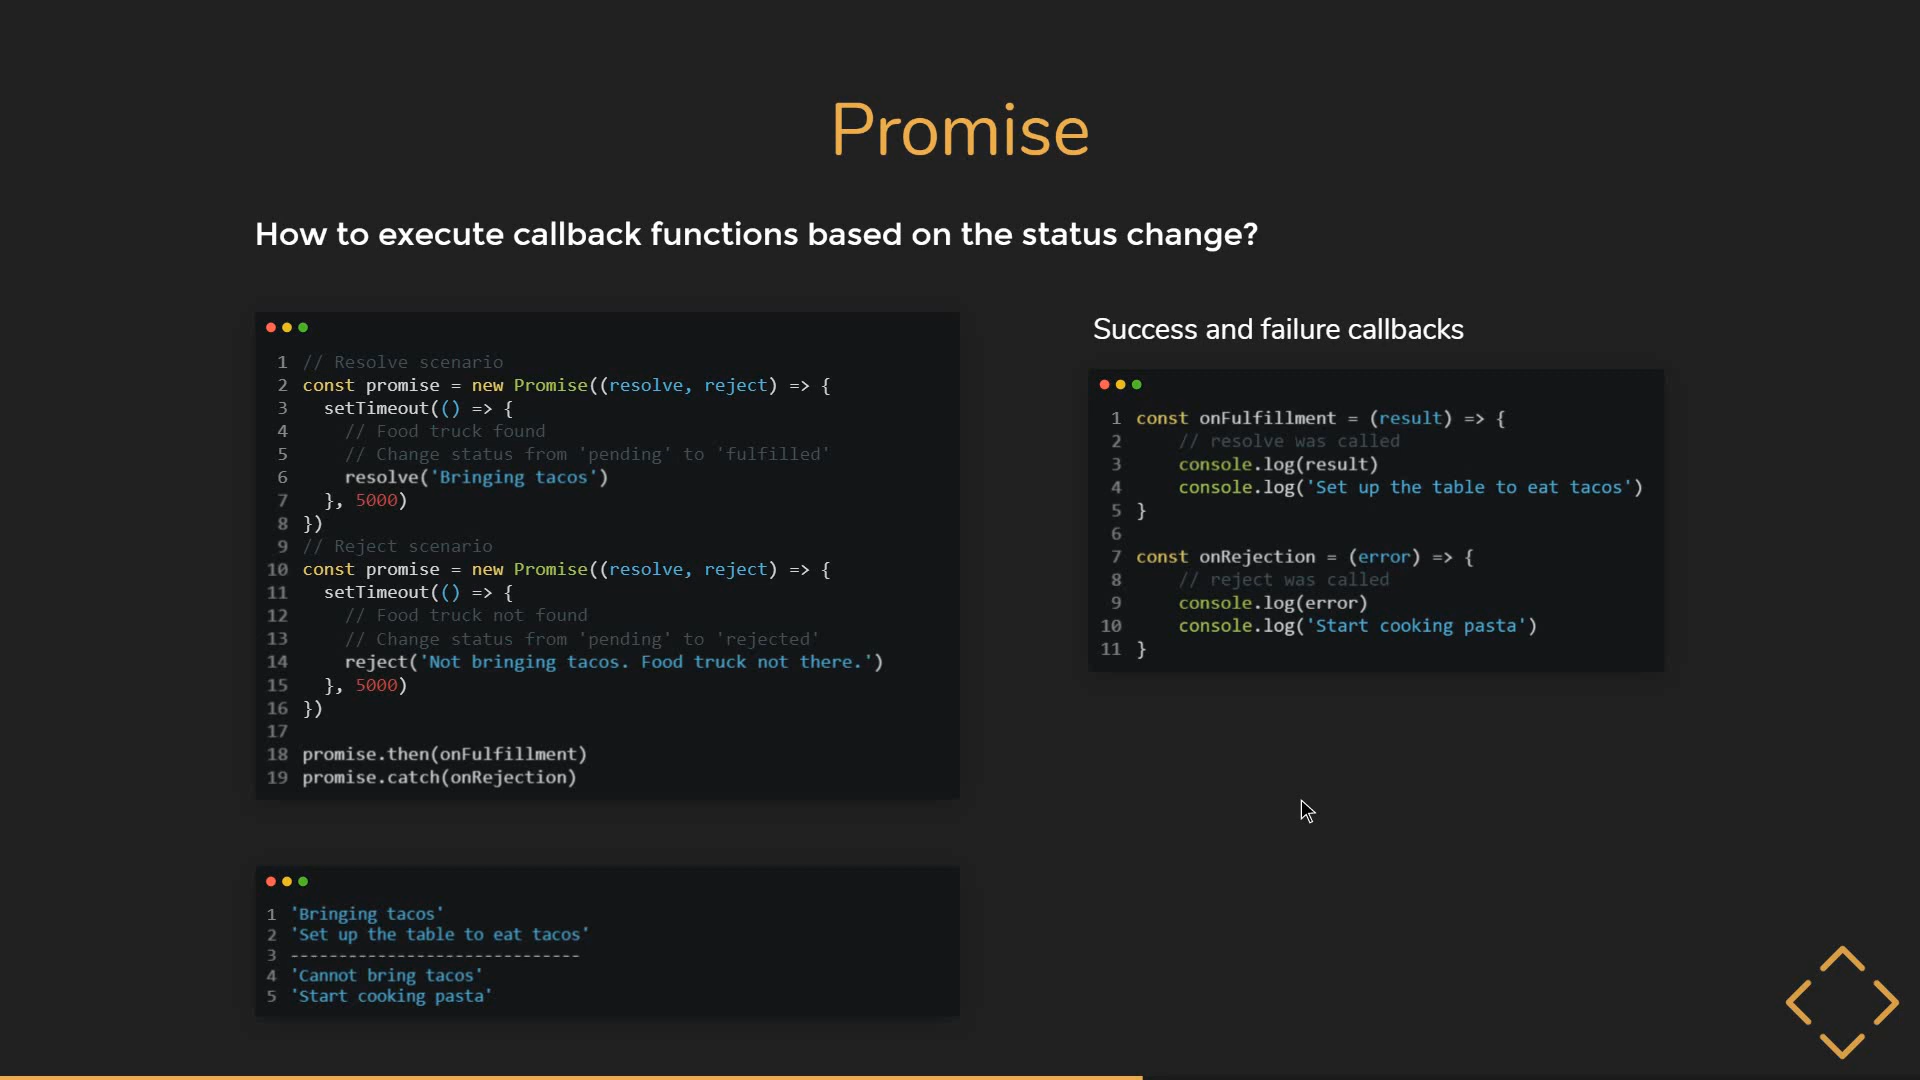 Promise
How to execute callback functions based on the status change?
1 // Resolve scenario
2 const promise = new Promise((resolve, reject) => {
3   setTimeout(() => {
4     // Food truck found
5     // Change status from 'pending' to 'fulfilled'
6     resolve('Bringing tacos')
7   }, 5000)
8 })
9 // Reject scenario
10 const promise = new Promise((resolve, reject) => {
11   setTimeout(() => {
12     // Food truck not found
13     // Change status from 'pending' to 'rejected'
14     reject('Not bringing tacos. Food truck not there.')
15   }, 5000)
16 })
17
18 promise.then(onFulfillment)
19 promise.catch(onRejection)
Success and failure callbacks
1 const onFulfillment = (result) => {
2     // resolve was called
3     console.log(result)
4     console.log('Set up the table to eat tacos')
5 }
6
7 const onRejection = (error) => {
8     // reject was called
9     console.log(error)
10     console.log('Start cooking pasta')
11 }
1 'Bringing tacos'
2 'Set up the table to eat tacos'
3 ------------------------------
4 'Cannot bring tacos'
5 'Start cooking pasta'